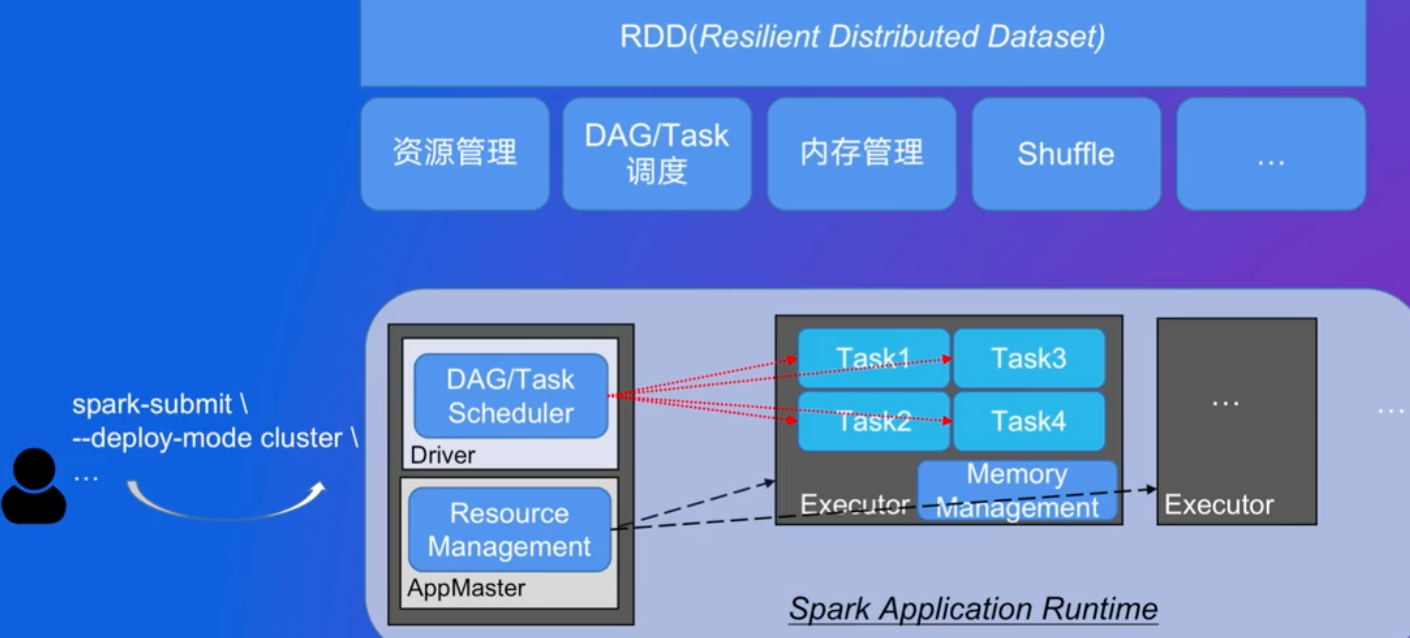 RDD(Resilient Distributed Dataset)
资源管理
DAG/Task
调度
内存管理
Shuffle
…
spark-submit \
--deploy-mode cluster \
…
DAG/Task
Scheduler
Driver
Resource
Management
AppMaster
Task1
Task3
Task2
Task4
Executor
Memory
Management
…
Executor
…
Spark Application Runtime